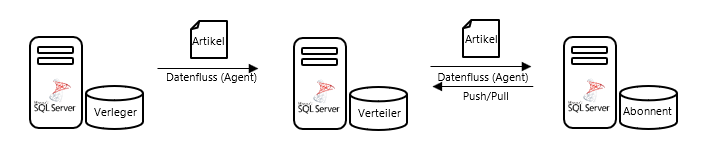 Artikel
Datenfluss (Agent)
Artikel
Datenfluss (Agent)
Push/Pull
SQL Server
Verleger
SQL Server
Verteiler
SQL Server
Abonnent